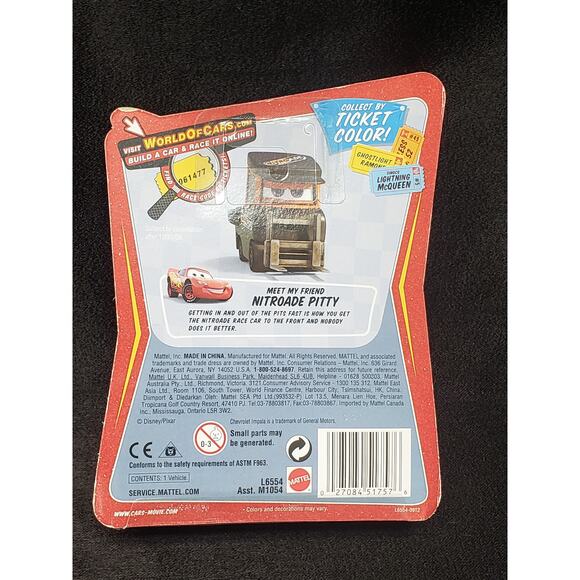 VISIT WORLDOFCARS.COM
BUILD A CAR & RACE IT ONLINE!
061477
COLLECT BY
TICKET
COLOR!
GHOSTLIGHT
RAMONE
DINOCO
LIGHTNING
McQUEEN
MEET MY FRIEND
NITROADE PITTY
GETTING IN AND OUT OF THE PITS FAST IS HOW YOU GET
THE NITROADE RACE CAR TO THE FRONT AND NOBODY
DOES IT BETTER.
Mattel, Inc. MADE IN CHINA. Manufactured for Mattel. All Rights Reserved. MATTEL and associated
trademarks and trade dress are owned by Mattel, Inc. Consumer Relations – Mattel, Inc. 636 Girard
Avenue, East Aurora, NY 14052 U.S.A. 1-800-524-8697. Retain this address for future reference:
Mattel U.K. Ltd., Vanwall Business Park, Maidenhead SL6 4UB. Helpline - 01628 500303. Mattel
Australia Pty., Ltd., Richmond, Victoria. 3121.Consumer Advisory Service - 1300 135 312. Mattel East
Asia Ltd., Room 1106, South Tower, World Finance Centre, Harbour City, Tsimshatsui, HK, China.
Diimport & Diedarkan Oleh: Mattel SEA Ptd Ltd.(993532-P) Lot 13.5, Menara Lien Hoe, Persiaran
Tropicana Golf Country Resort, 47410 PJ. Tel:03-78803817, Fax:03-78803867. Imported by Mattel Canada
Inc., Mississauga, Ontario L5R 3W2.
© Disney/Pixar
Chevrolet Impala is a trademark of General Motors.
CE
0-3
Small parts may
be generated.
Conforms to the safety requirements of ASTM F963.
CONTENTS: 1 Vehicle
SERVICE.MATTEL.COM
L6554
Asst. M1054
MATTEL
0 27084 51757 6
WWW.CARS-MOVIE.COM
- Colors and decorations may vary.
L6554-0912